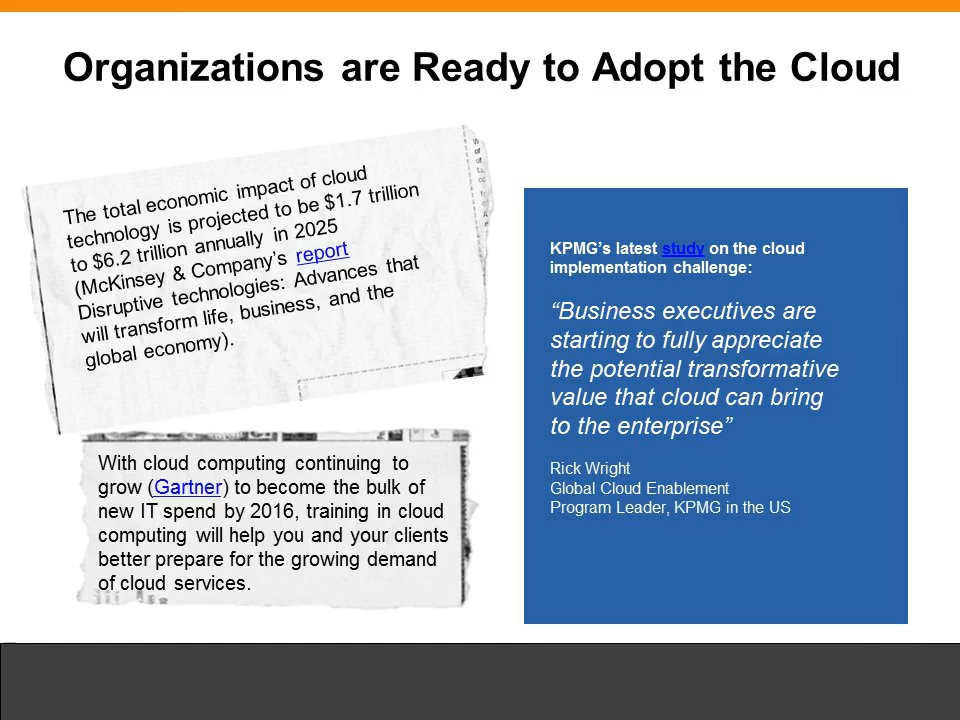 Organizations are Ready to Adopt the Cloud
The total economic impact of cloud
technology is projected to be $1.7 trillion
to $6.2 trillion annually in 2025
(McKinsey & Company’s report
Disruptive technologies: Advances that
will transform life, business, and the
global economy).
With cloud computing continuing to
grow (Gartner) to become the bulk of
new IT spend by 2016, training in cloud
computing will help you and your clients
better prepare for the growing demand
of cloud services.
KPMG’s latest study on the cloud
implementation challenge:
“Business executives are
starting to fully appreciate
the potential transformative
value that cloud can bring
to the enterprise”
Rick Wright
Global Cloud Enablement
Program Leader, KPMG in the US